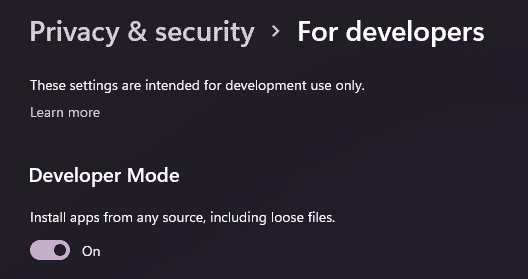 Privacy & security > For developers
These settings are intended for development use only.
Learn more
Developer Mode
Install apps from any source, including loose files.
On